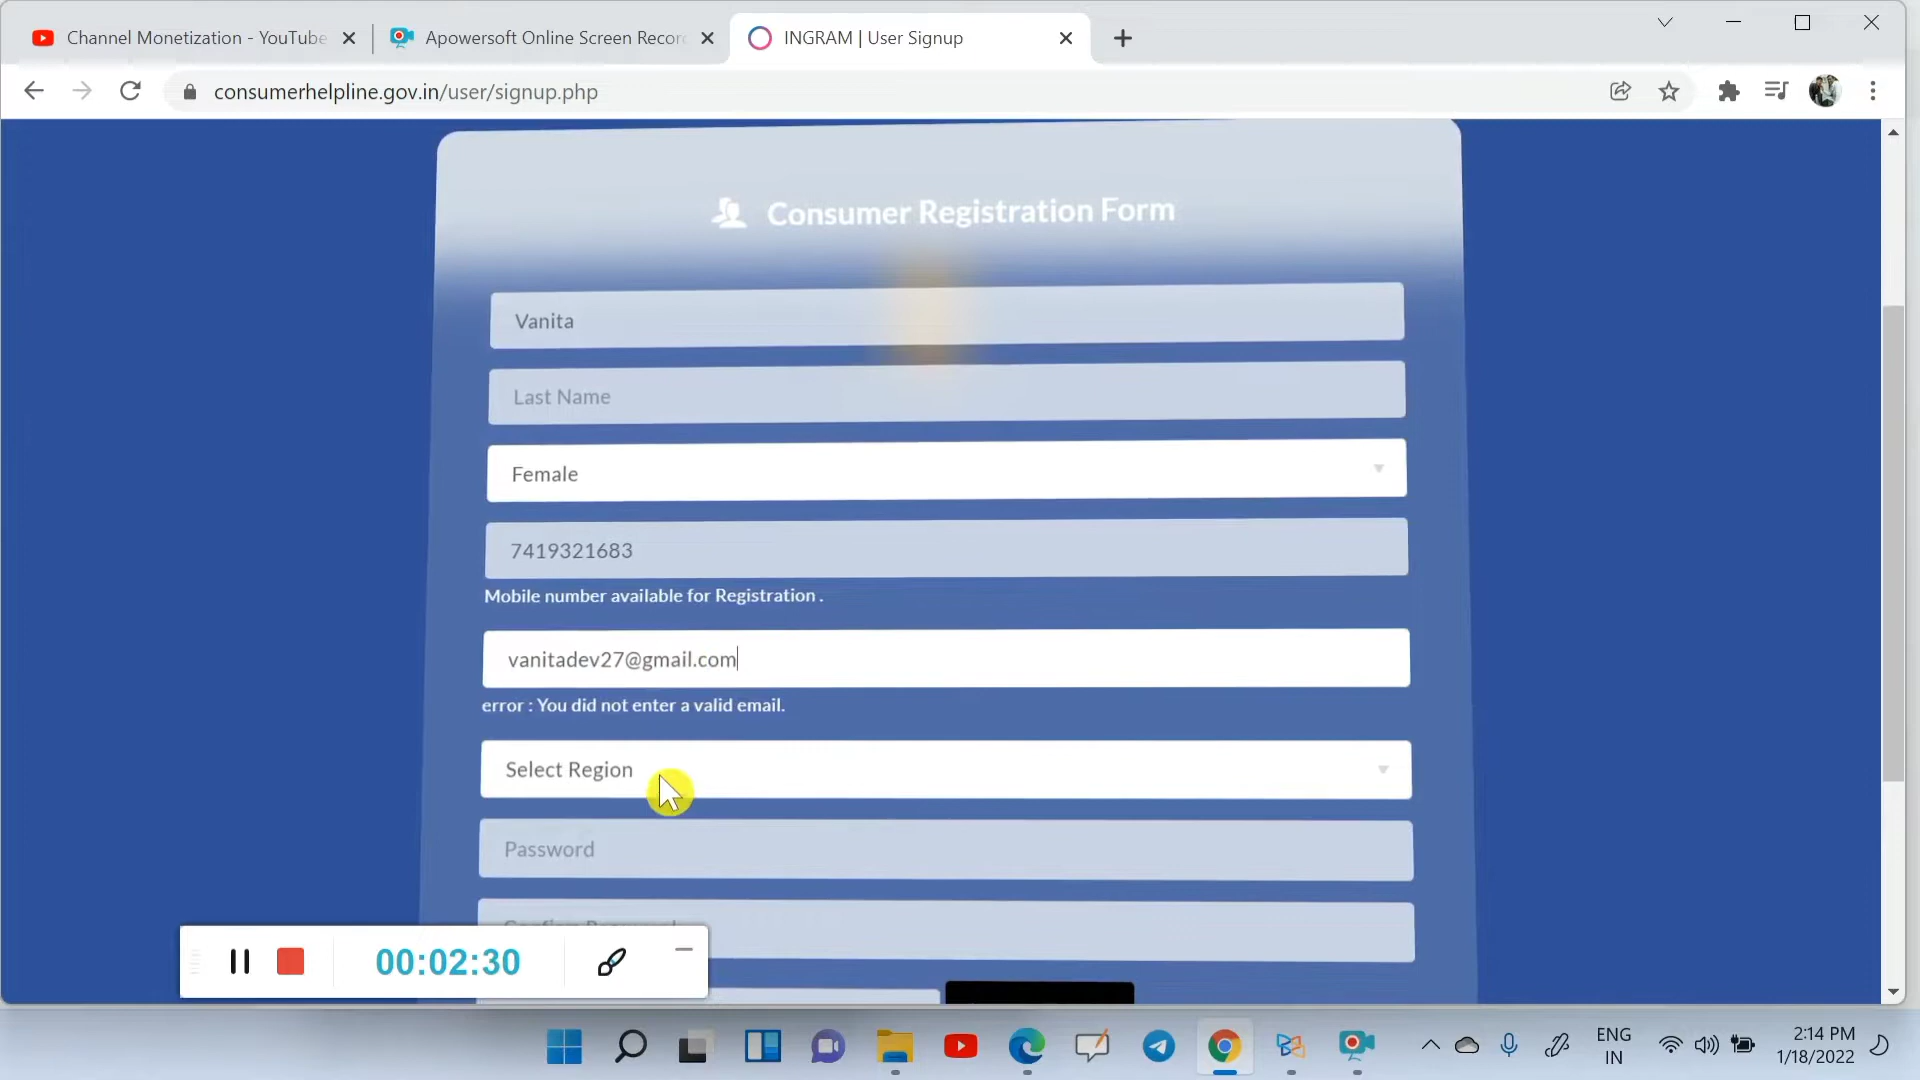 Channel Monetization - YouTube
Apowersoft Online Screen Recor
INGRAM | User Signup
consumerhelpline.gov.in/user/signup.php
Consumer Registration Form
Vanita
Last Name
Female
7419321683
Mobile number available for Registration .
vanitadev27@gmail.com
error : You did not enter a valid email.
Select Region
Password
00:02:30
ENG
IN
2:14 PM
1/18/2022